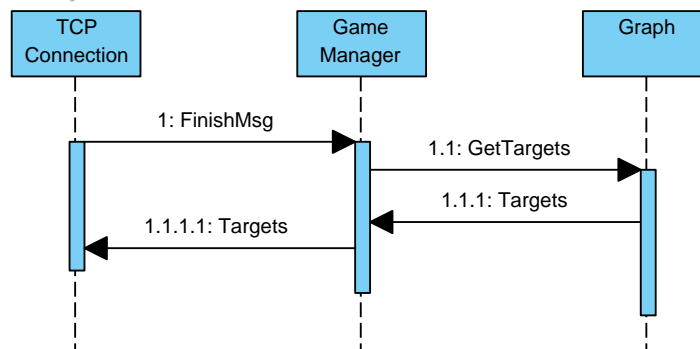 TCP
Connection
Game
Manager
Graph
1: FinishMsg
1.1: GetTargets
1.1.1: Targets
1.1.1.1: Targets